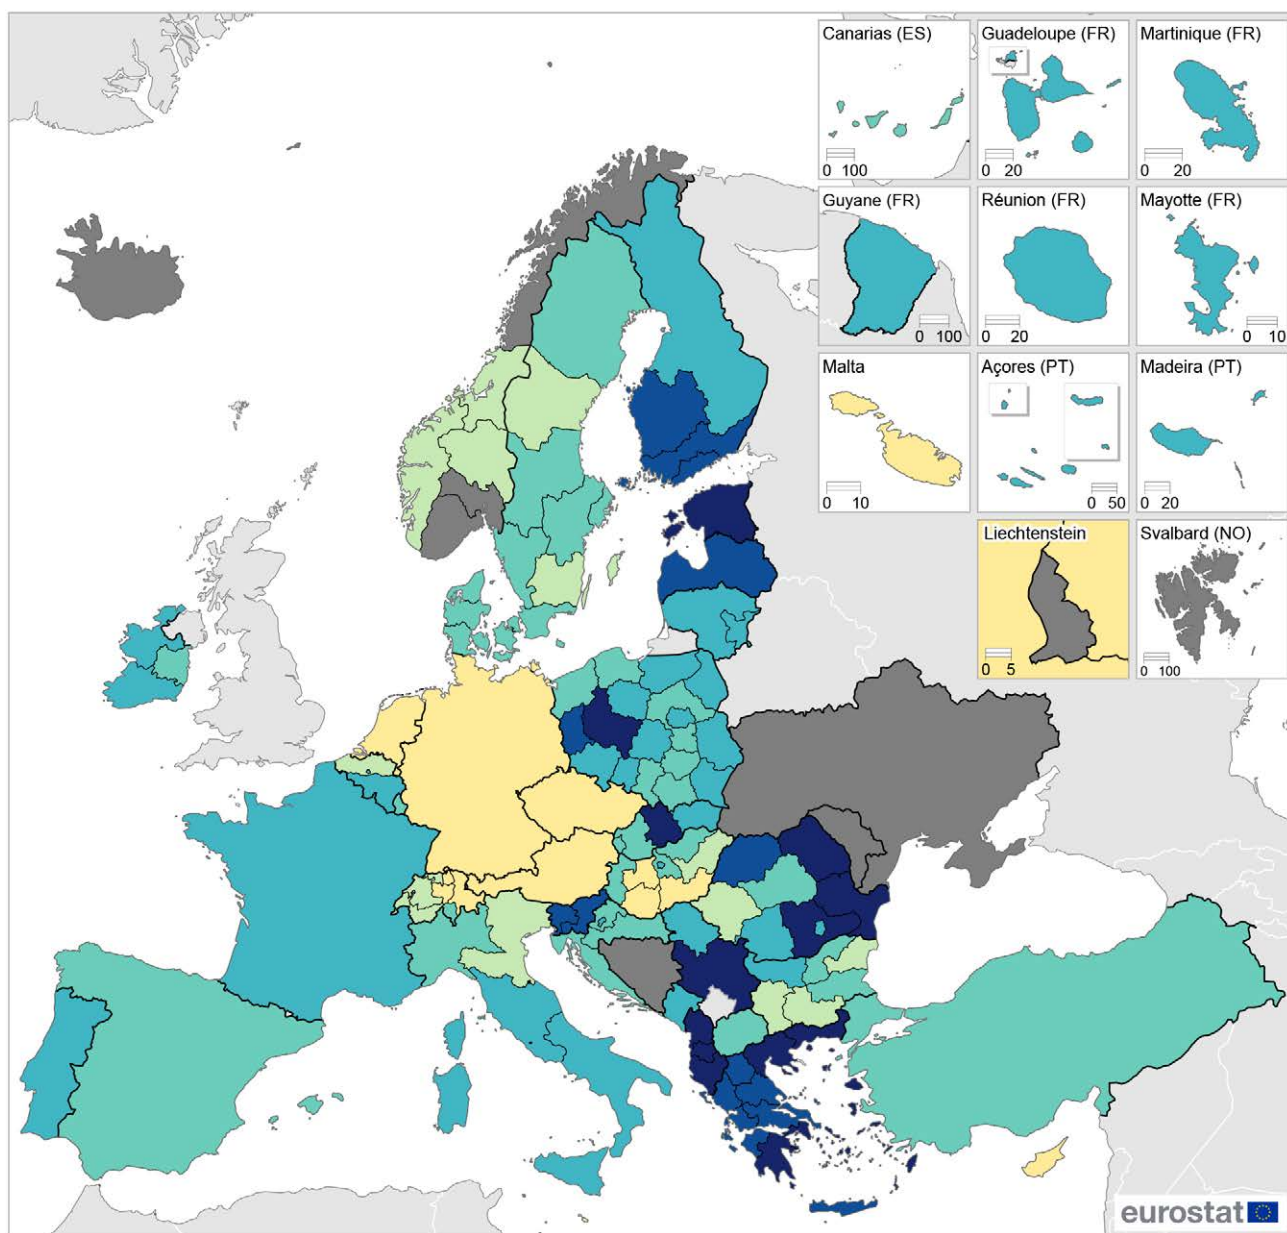 Canarias (ES)
0 100
Guadeloupe (FR)
0 20
Martinique (FR)
0 20
Guyane (FR)
0 100
Réunion (FR)
0 20
Mayotte (FR)
0 10
Malta
0 10
Açores (PT)
0 50
Madeira (PT)
0 20
Liechtenstein
0 5
Svalbard (NO)
0 100
eurostat